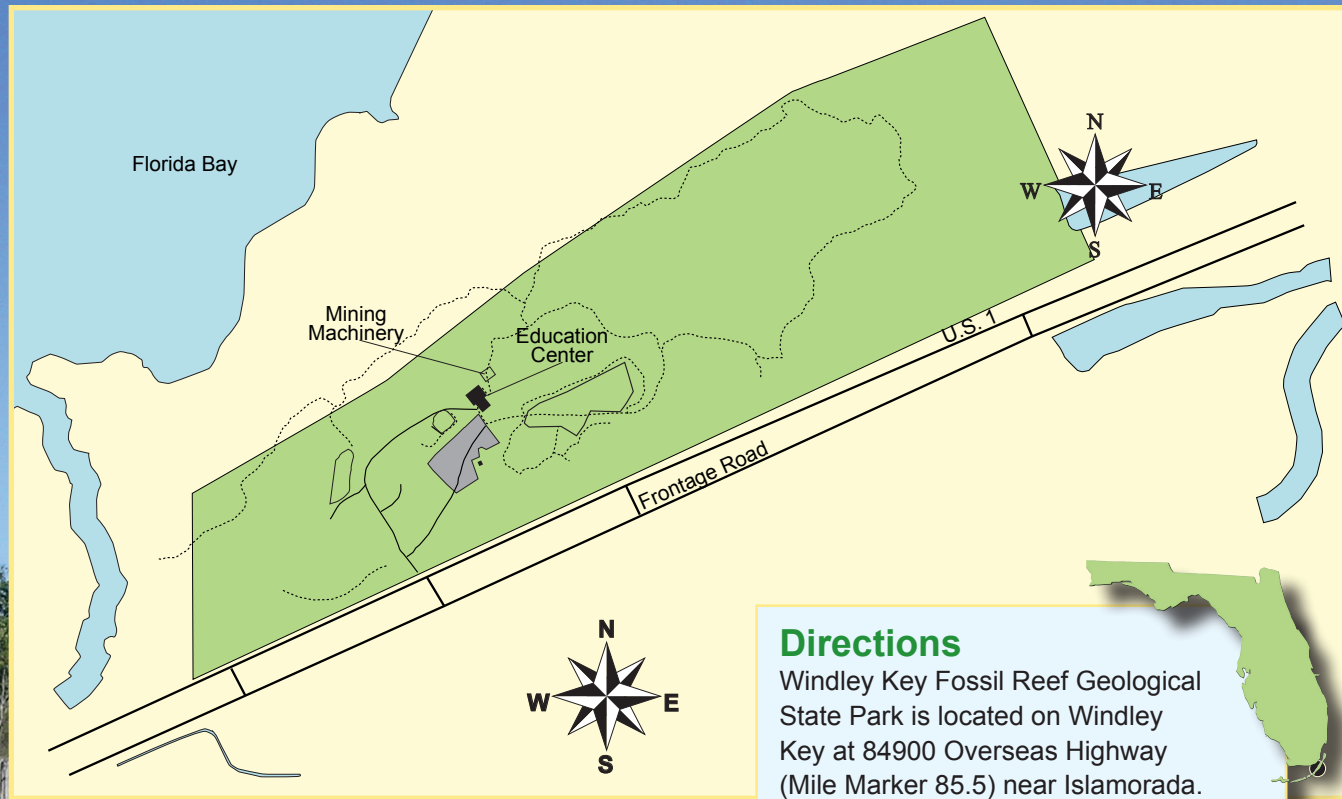 Florida Bay
N
W
E
S
Mining
Machinery
Education
Center
U.S. 1
Frontage Road
N
W
E
S
Directions
Windley Key Fossil Reef Geological
State Park is located on Windley
Key at 84900 Overseas Highway
(Mile Marker 85.5) near Islamorada.